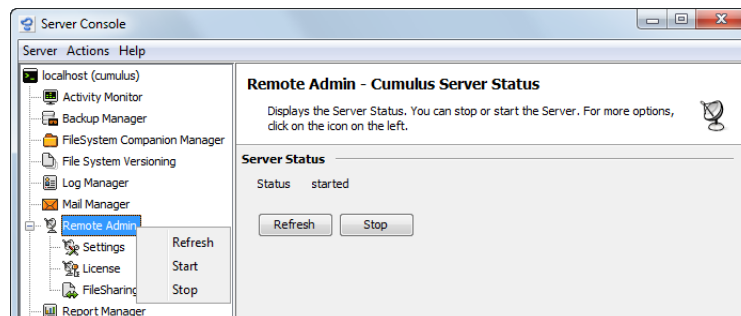 Server Console
Server Actions Help
localhost (cumulus)
Activity Monitor
Backup Manager
FileSystem Companion Manager
File System Versioning
Log Manager
Mail Manager
Remote Admin
Settings
License
FileSharing
Report Manager
Refresh
Start
Stop
Remote Admin - Cumulus Server Status
Displays the Server Status. You can stop or start the Server. For more options,
click on the icon on the left.
Server Status
Status started
Refresh Stop